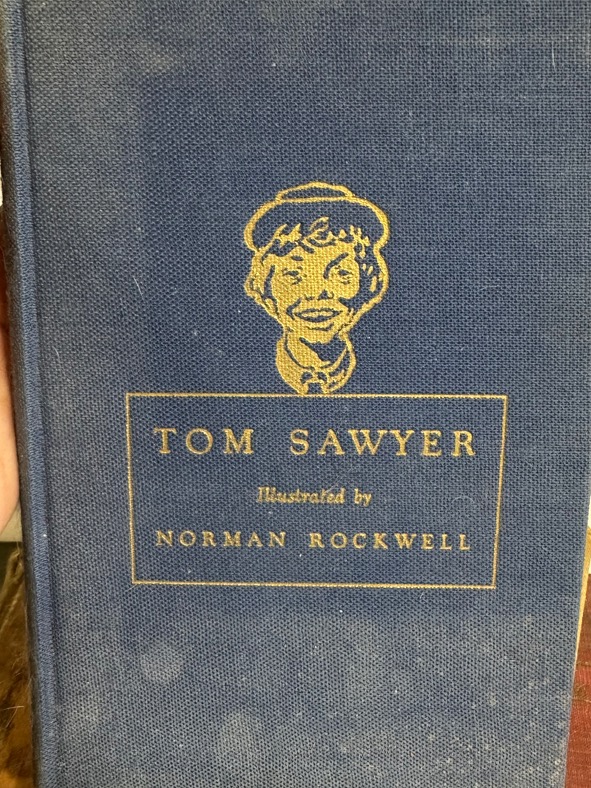 TOM SAWYER
Illustrated by
NORMAN ROCKWELL